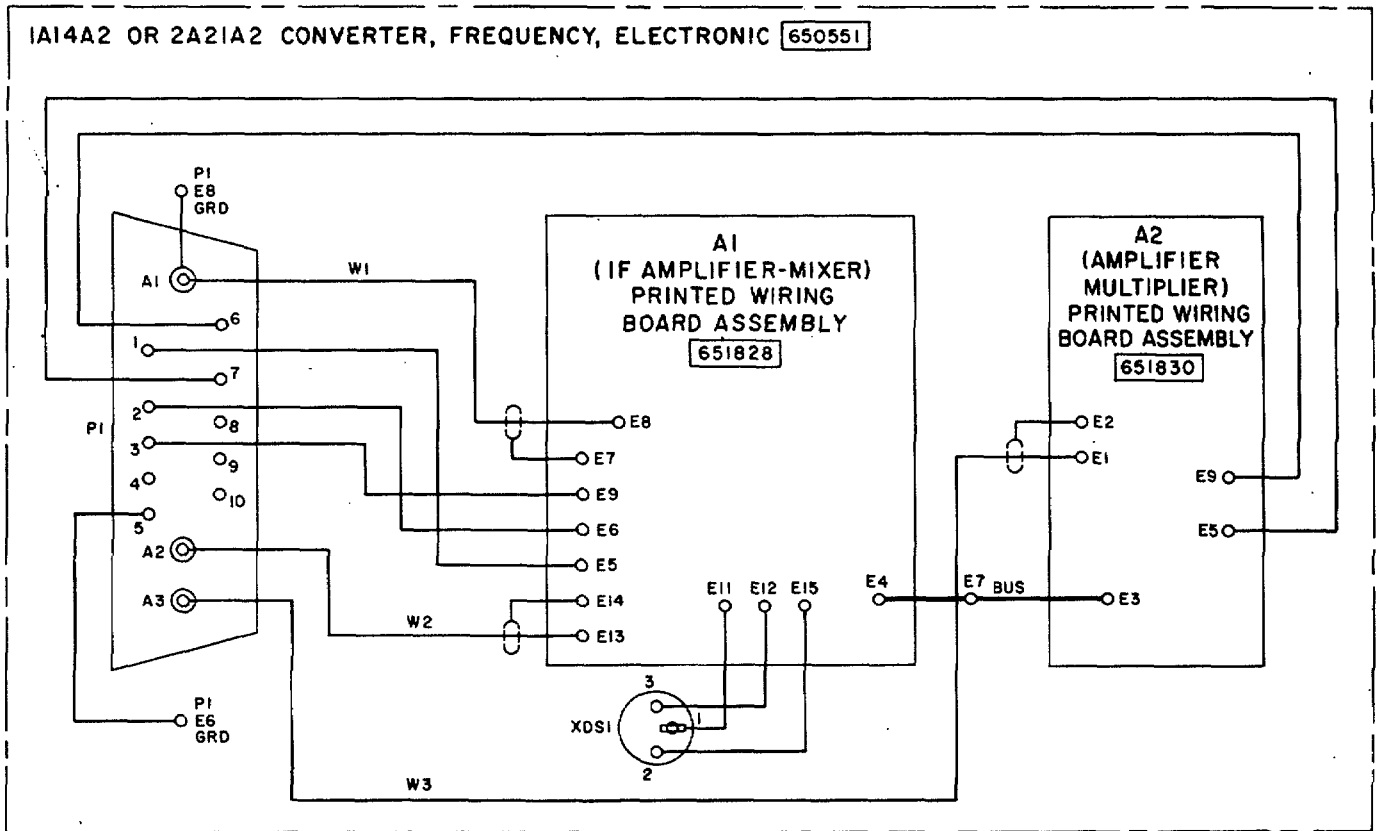 1A14A2 OR 2A21A2 CONVERTER, FREQUENCY, ELECTRONIC 650551
P1
E8
GRD
A1
W1
6
1
7
2
P1
8
3
9
4
10
5
A2
A3
W2
P1
E6
GRD
W3
A1
(IF AMPLIFIER-MIXER)
PRINTED WIRING
BOARD ASSEMBLY
651828
E8
E7
E9
E6
E5
E14
E13
E11 E12 E15
E4
E7 BUS
3
XDS1
1
2
A2
(AMPLIFIER
MULTIPLIER)
PRINTED WIRING
BOARD ASSEMBLY
651830
E2
E1
E9
E5
E3